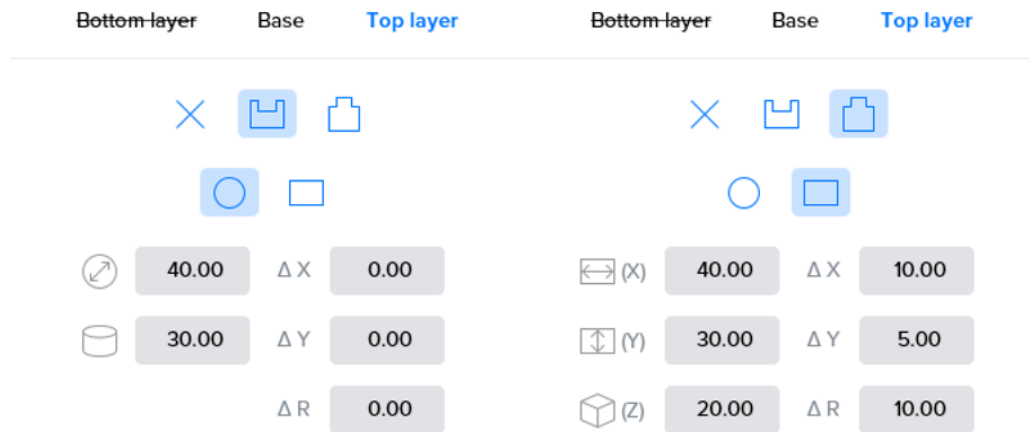 Bottom layer Base Top layer Bottom layer Base Top layer
40.00 Δ X 0.00 (X) 40.00 Δ X 10.00
30.00 Δ Y 0.00 (Y) 30.00 Δ Y 5.00
Δ R 0.00 (Z) 20.00 Δ R 10.00